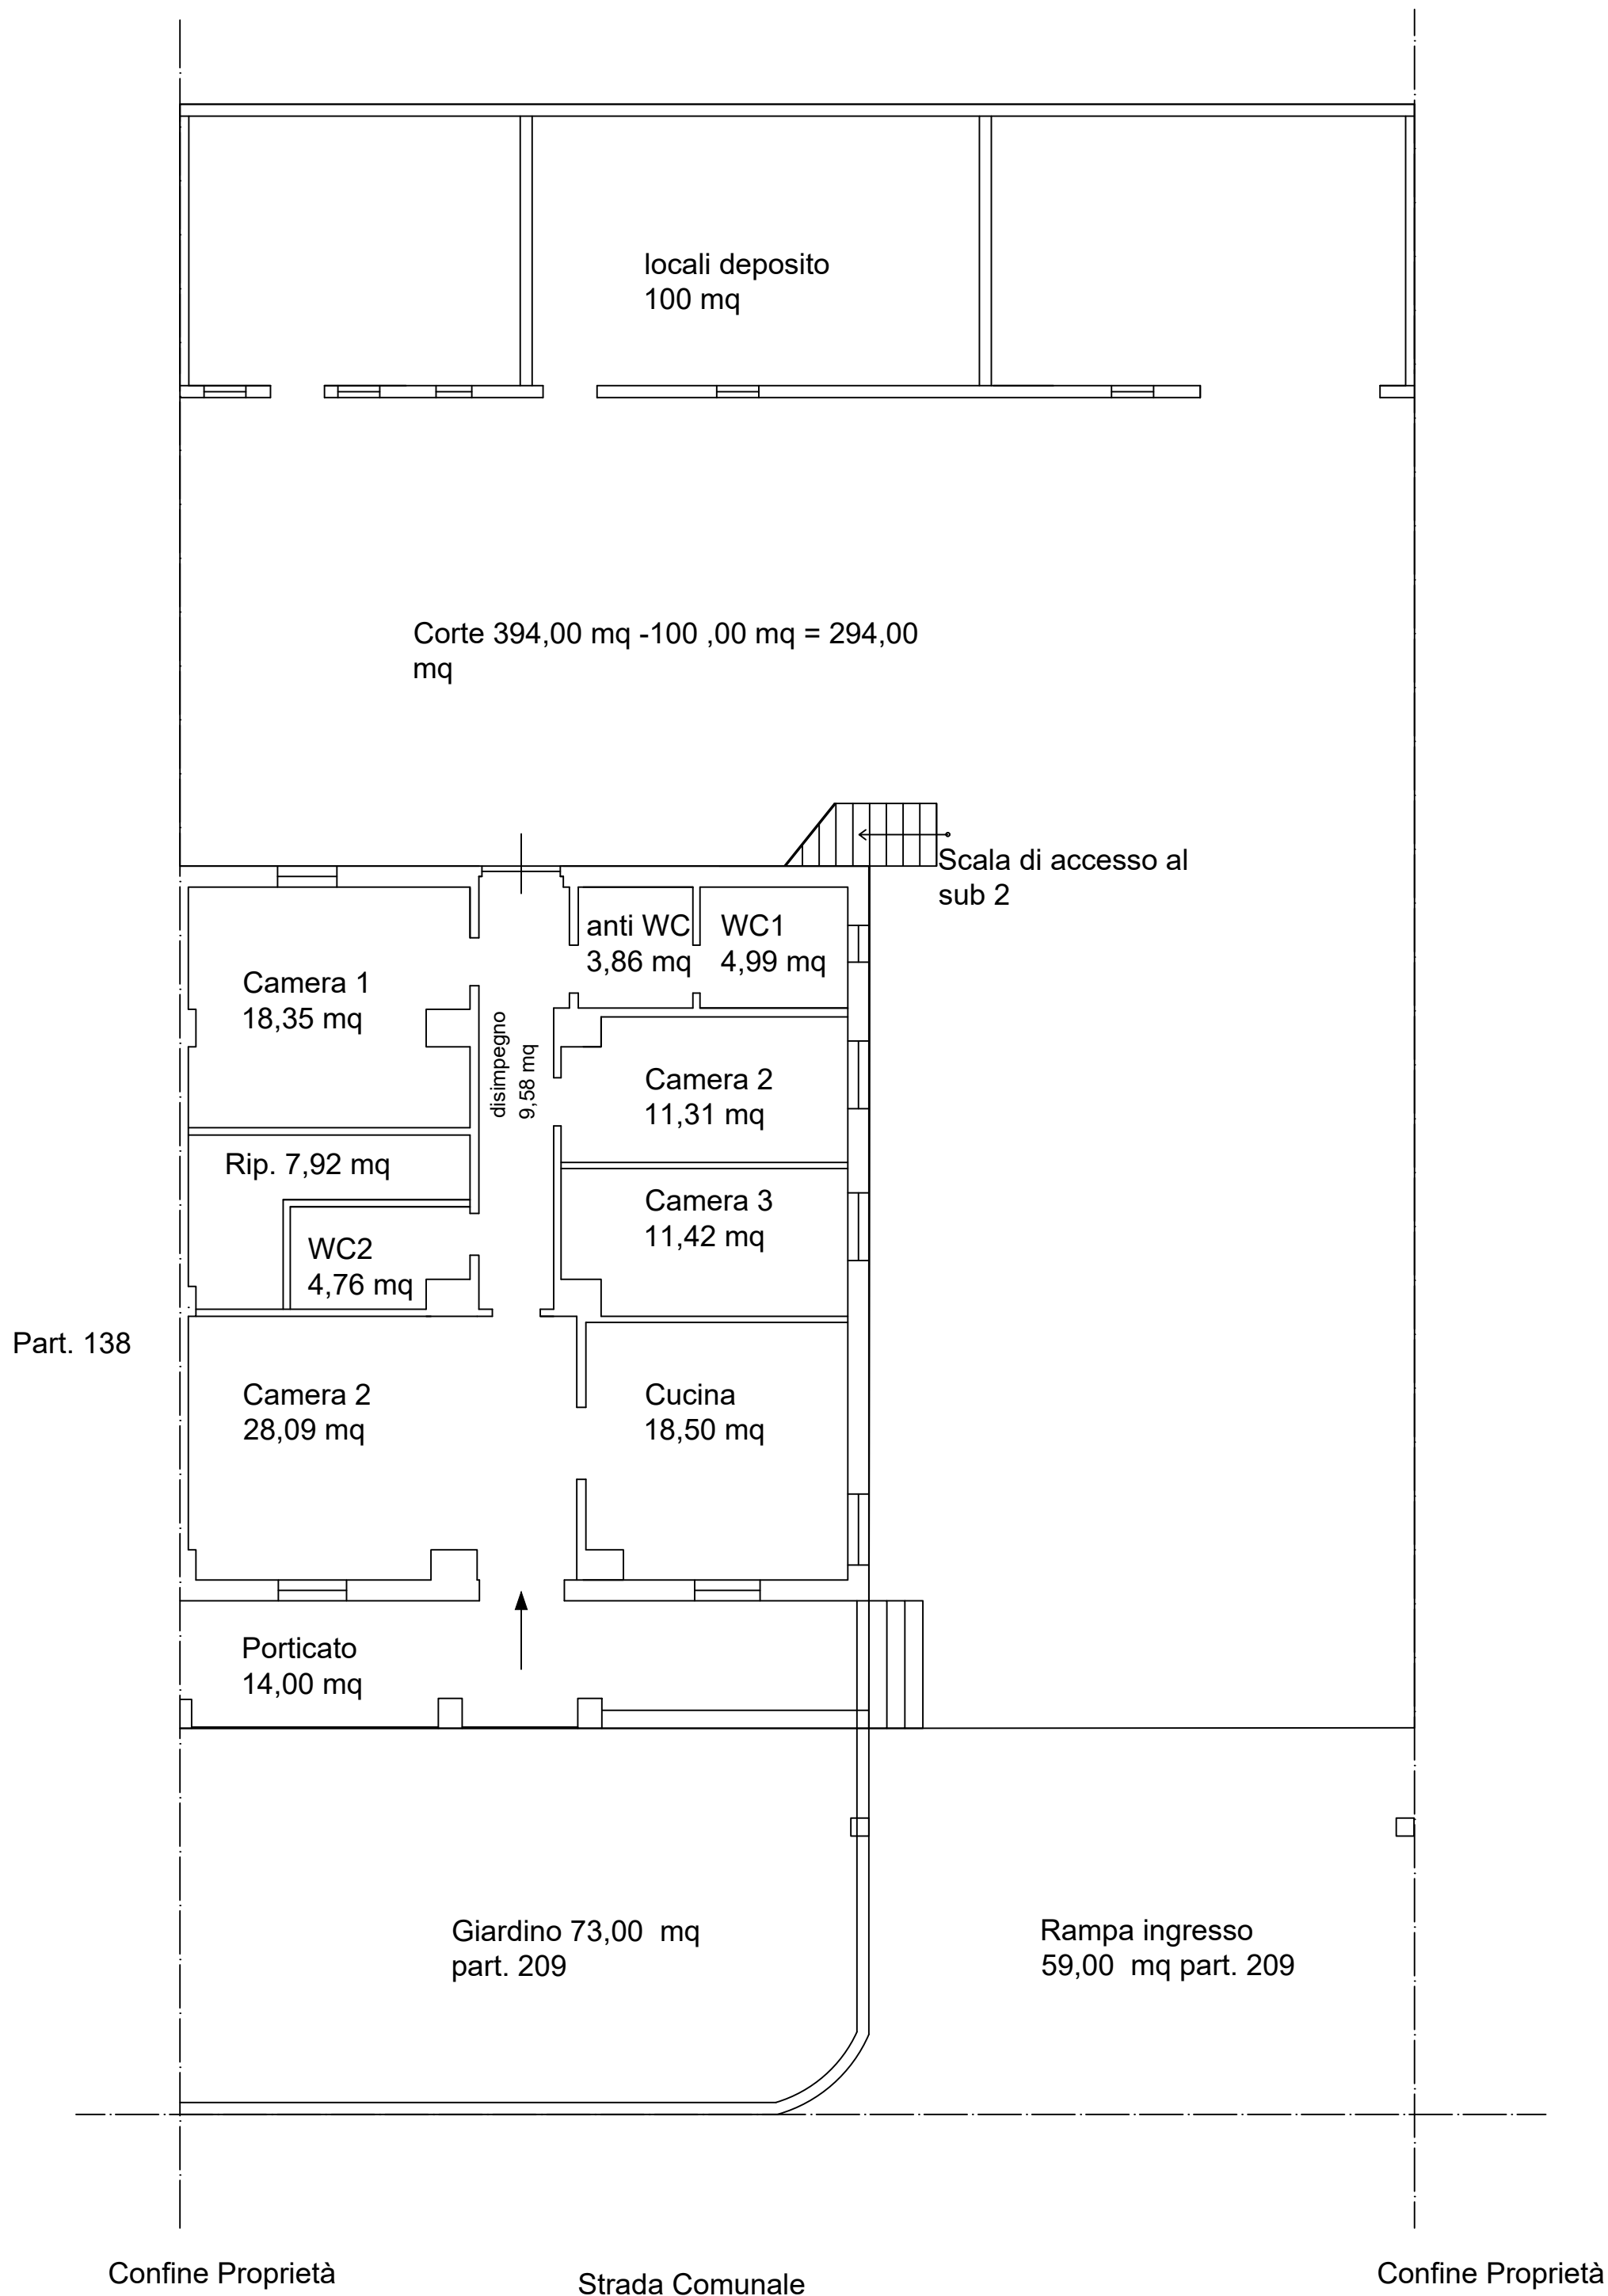 locali deposito
100 mq
Corte 394,00 mq -100 ,00 mq = 294,00
mq
Scala di accesso al
sub 2
anti WC
3,86 mq
WC1
4,99 mq
Camera 1
18,35 mq
disimpegno
9,58 mq
Camera 2
11,31 mq
Rip. 7,92 mq
Camera 3
11,42 mq
WC2
4,76 mq
Part. 138
Camera 2
28,09 mq
Cucina
18,50 mq
Porticato
14,00 mq
Giardino 73,00 mq
part. 209
Rampa ingresso
59,00 mq part. 209
Confine Proprietà
Strada Comunale
Confine Proprietà